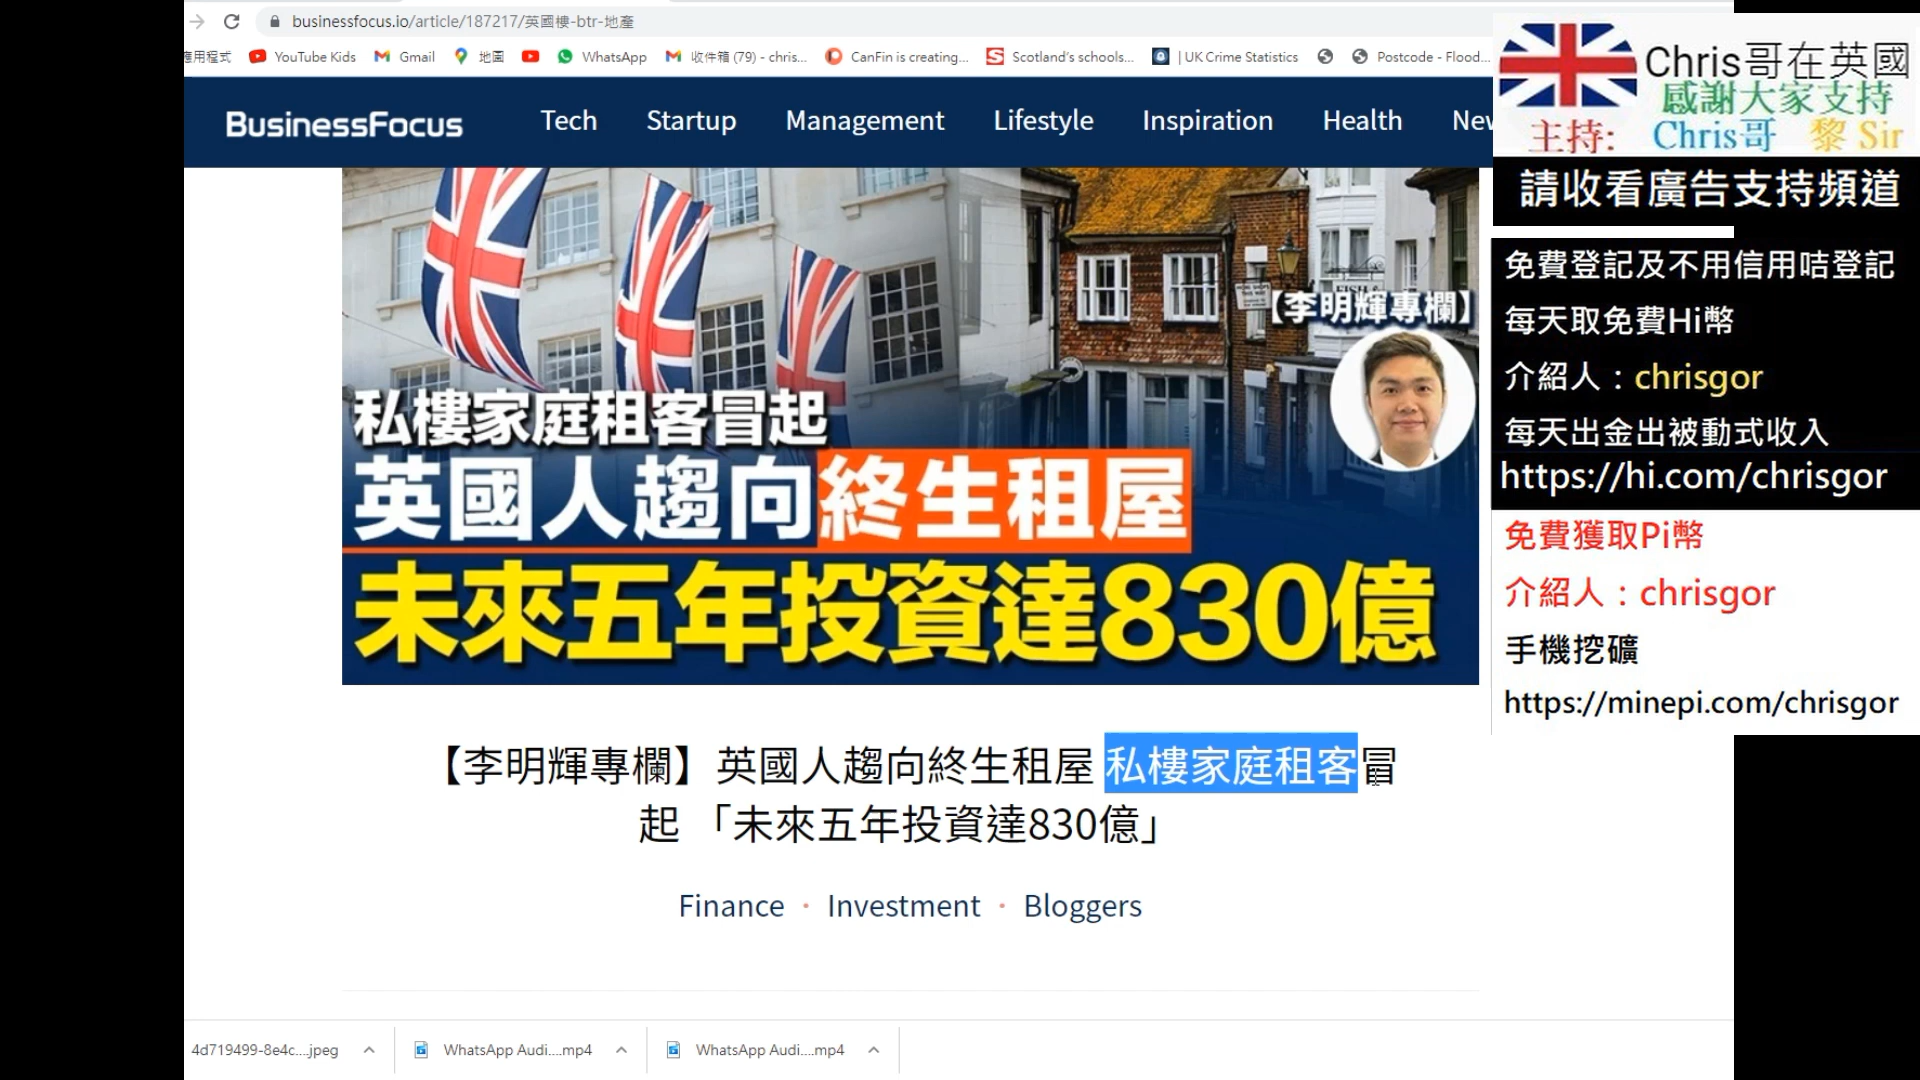 businessfocus.io/article/187217/英國樓-btr-地產
應用程式 YouTube Kids Gmail 地圖 WhatsApp 收件箱 (79) - chris... CanFin is creating... Scotland's schools... | UK Crime Statistics Postcode - Flood...
BusinessFocus Tech Startup Management Lifestyle Inspiration Health New
【李明輝專欄】
私樓家庭租客冒起
英國人趨向終生租屋
未來五年投資達830億
【李明輝專欄】英國人趨向終生租屋 私樓家庭租客冒
起 「未來五年投資達830億」
Finance • Investment • Bloggers
4d719499-8e4c....jpeg WhatsApp Audi....mp4 WhatsApp Audi....mp4
Chris哥在英國
感謝大家支持
主持: Chris哥 黎 Sir
請收看廣告支持頻道
免費登記及不用信用咭登記
每天取免費Hi幣
介紹人：chrisgor
每天出金出被動式收入
https://hi.com/chrisgor
免費獲取Pi幣
介紹人：chrisgor
手機挖礦
https://minepi.com/chrisgor